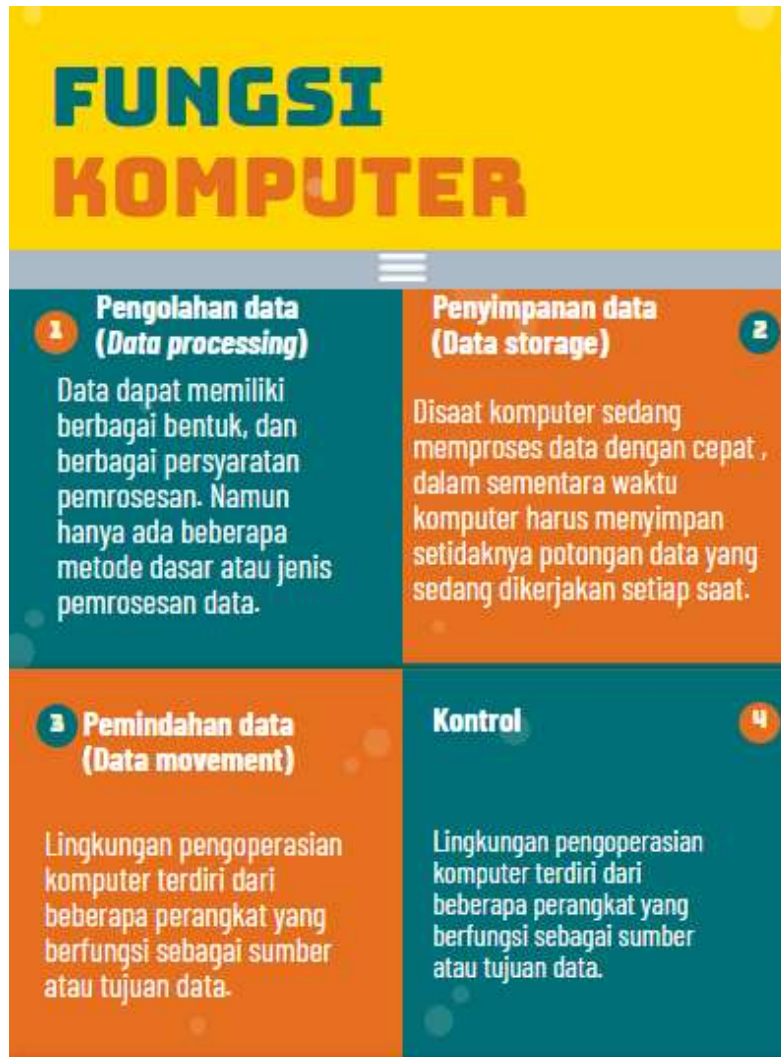 FUNGSI
KOMPUTER
1
Pengolahan data
(Data processing)
Data dapat memiliki
berbagai bentuk, dan
berbagai persyaratan
pemrosesan. Namun
hanya ada beberapa
metode dasar atau jenis
pemrosesan data.
Penyimpanan data
(Data storage)
2
Disaat komputer sedang
memproses data dengan cepat ,
dalam sementara waktu
komputer harus menyimpan
setidaknya potongan data yang
sedang dikerjakan setiap saat.
3
Pemindahan data
(Data movement)
Lingkungan pengoperasian
komputer terdiri dari
beberapa perangkat yang
berfungsi sebagai sumber
atau tujuan data.
Kontrol
4
Lingkungan pengoperasian
komputer terdiri dari
beberapa perangkat yang
berfungsi sebagai sumber
atau tujuan data.